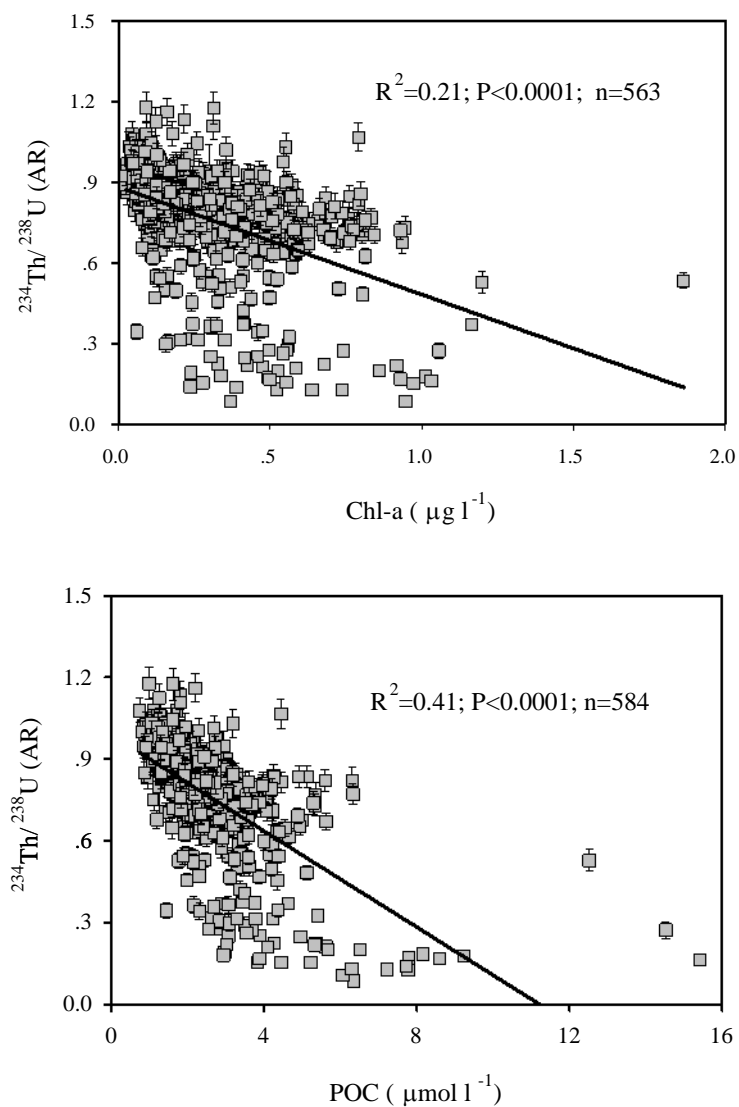 1.5
1.2
.9
.6
.3
0.0
²³⁴Th/ ²³⁸U (AR)
R²=0.21; P<0.0001; n=563
0.0 .5 1.0 1.5 2.0
Chl-a ( μg l⁻¹)
1.5
1.2
.9
.6
.3
0.0
²³⁴Th/ ²³⁸U (AR)
R²=0.41; P<0.0001; n=584
0 4 8 12 16
POC ( μmol l⁻¹)